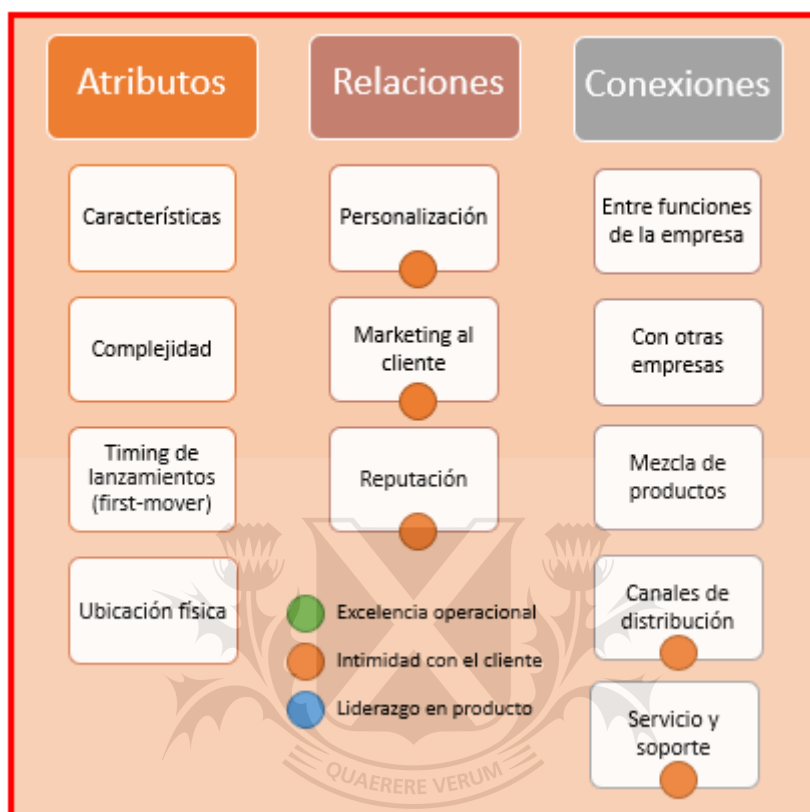 Atributos
Características
Complejidad
Timing de
lanzamientos
(first-mover)
Ubicación física
Relaciones
Personalización
Marketing al
cliente
Reputación
Excelencia operacional
Intimidad con el cliente
Liderazgo en producto
Conexiones
Entre funciones
de la empresa
Con otras
empresas
Mezcla de
productos
Canales de
distribución
Servicio y
soporte
QUAERERE VERUM